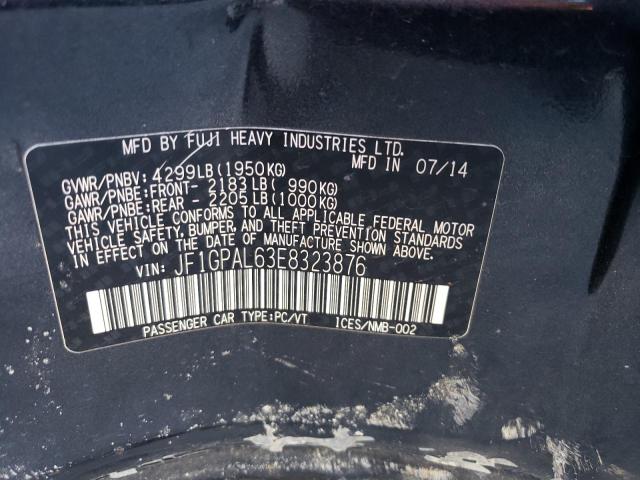 MFD BY FUJI HEAVY INDUSTRIES LTD.
GVWR/PNBV: 4299LB(1950KG) MFD IN 07/14
GAWR/PNBE:FRONT- 2183LB( 990KG)
GAWR/PNBE:REAR - 2205LB(1000KG)
THIS VEHICLE CONFORMS TO ALL APPLICABLE FEDERAL MOTOR
VEHICLE SAFETY, BUMPER, AND THEFT PREVENTION STANDARDS
IN EFFECT ON THE DATE OF MANUFACTURE SHOWN ABOVE.
VIN: JF1GPAL63E8323876
PASSENGER CAR TYPE:PC/VT ICES/NMB-002